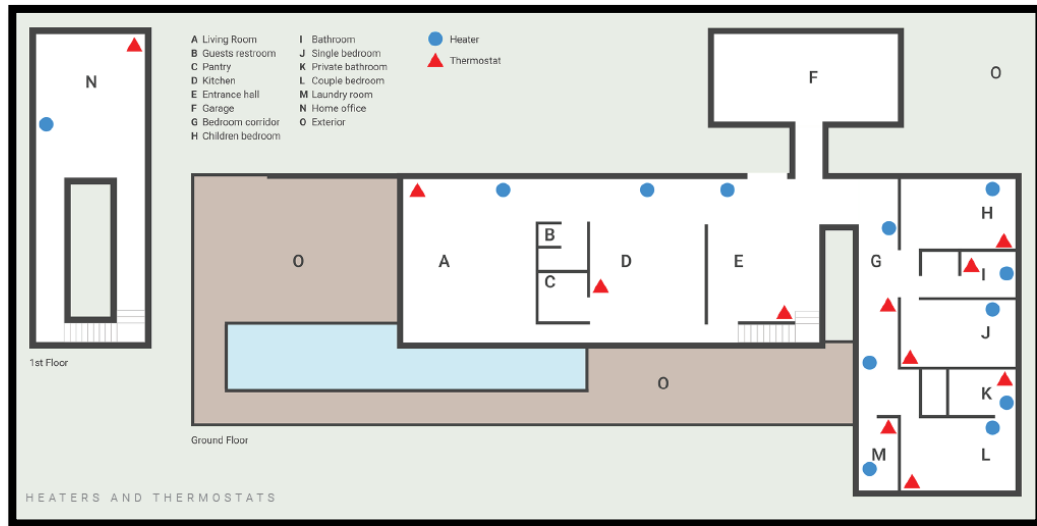 A Living Room
B Guests restroom
C Pantry
D Kitchen
E Entrance hall
F Garage
G Bedroom corridor
H Children bedroom
I Bathroom
J Single bedroom
K Private bathroom
L Couple bedroom
M Laundry room
N Home office
O Exterior
Heater
Thermostat
N
1st Floor
F
O
H
B
O
A
D
E
G
I
C
J
O
K
M
L
Ground Floor
HEATERS AND THERMOSTATS